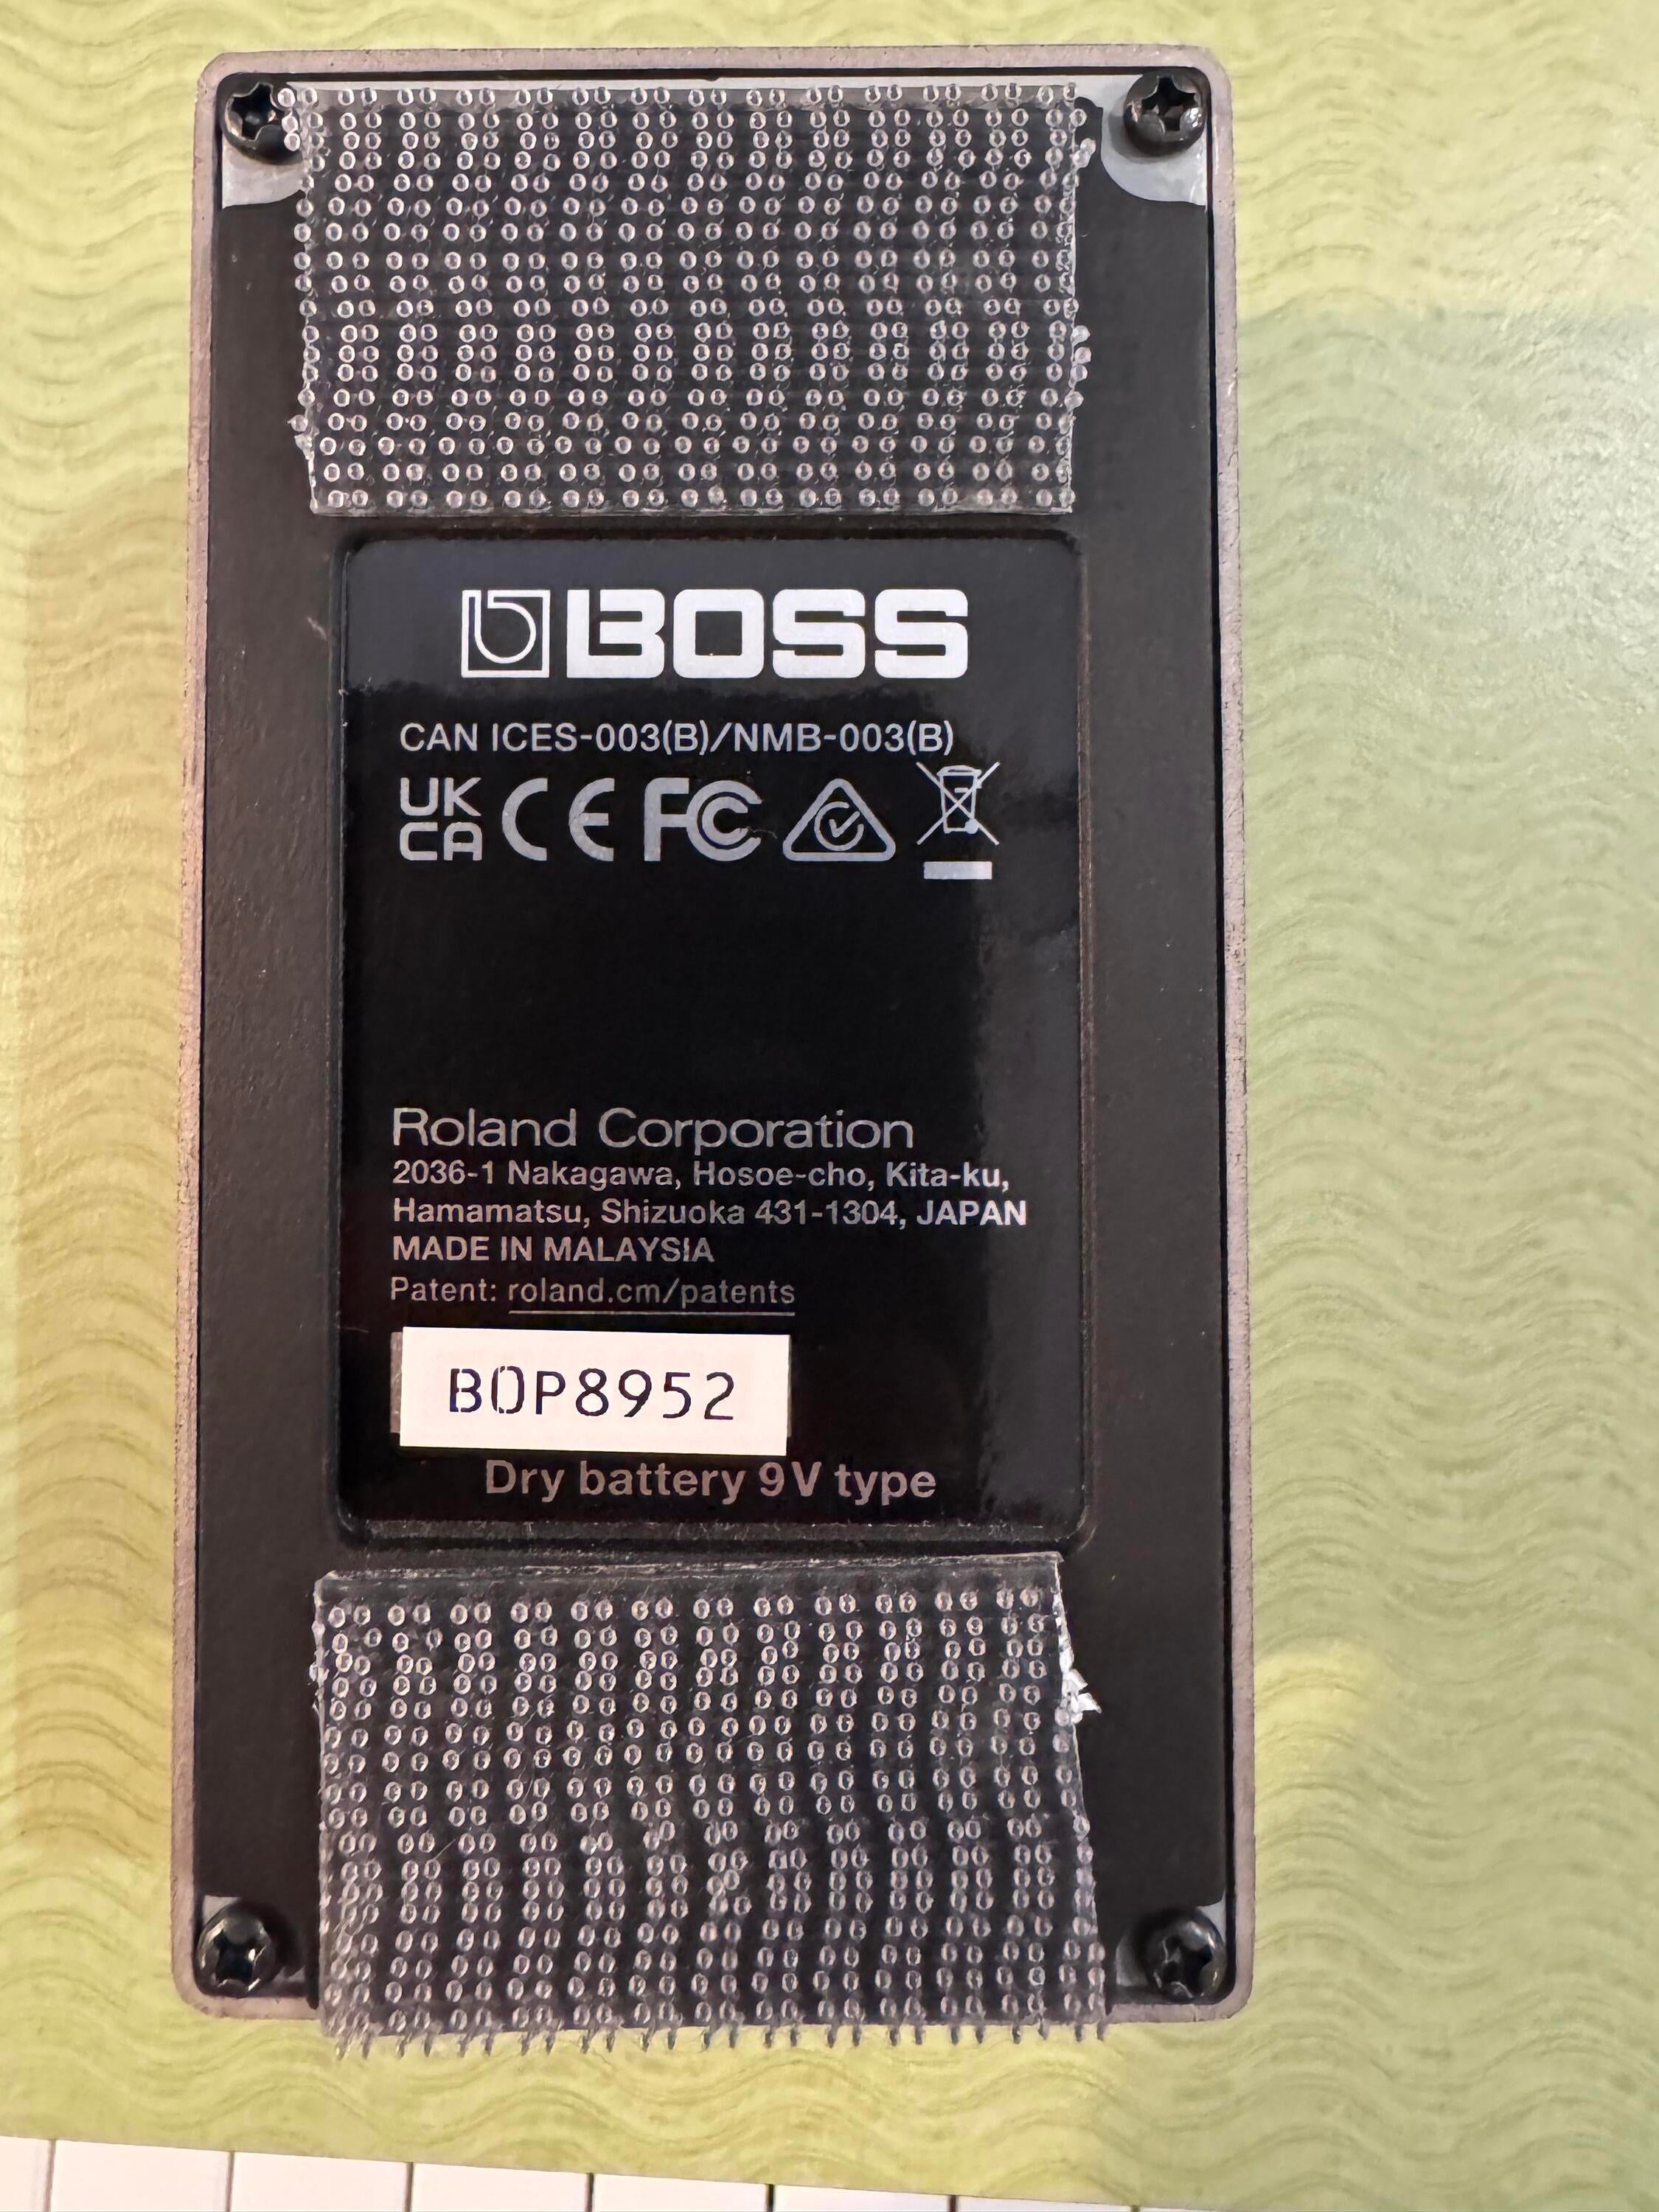 BOSS
CAN ICES-003(B)/NMB-003(B)
UK
CA CE FC
Roland Corporation
2036-1 Nakagawa, Hosoe-cho, Kita-ku,
Hamamatsu, Shizuoka 431-1304, JAPAN
MADE IN MALAYSIA
Patent: roland.cm/patents
B0P8952
Dry battery 9V type